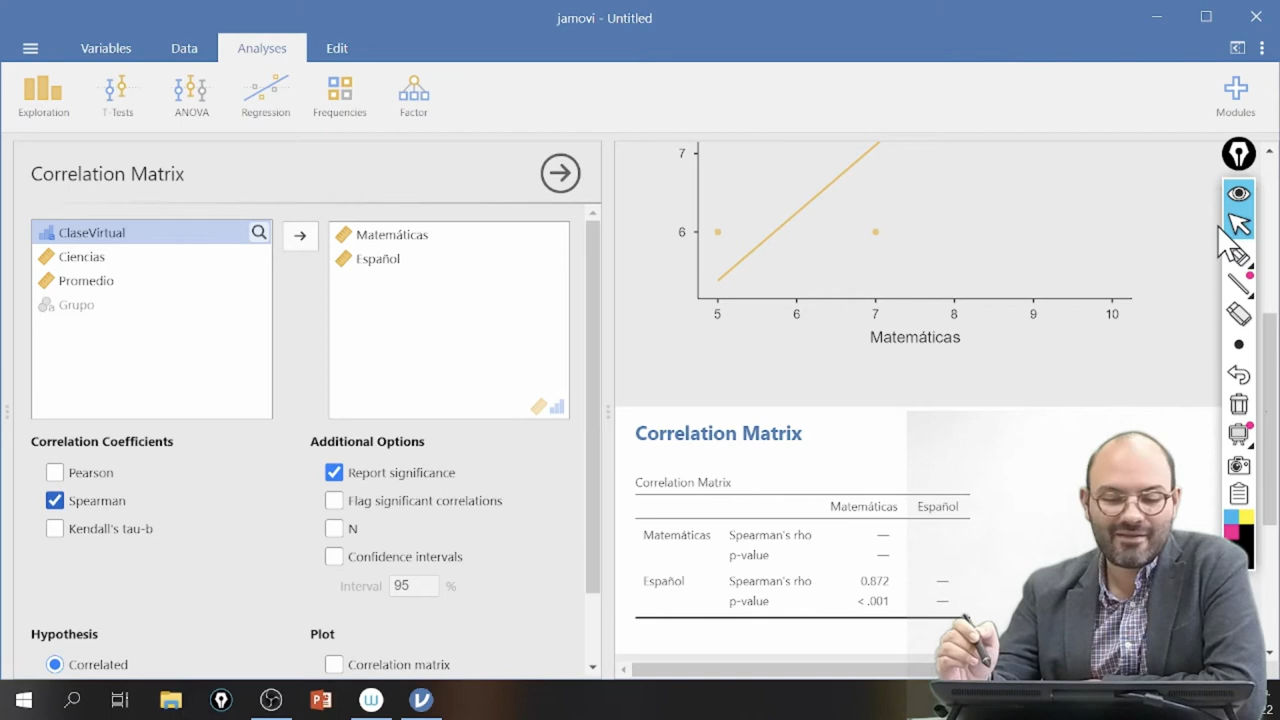 jamovi - Untitled
Variables Data Analyses Edit
Exploration T-Tests ANOVA Regression Frequencies Factor Modules
Correlation Matrix
ClaseVirtual
Ciencias
Promedio
Grupo
Matemáticas
Español
Correlation Coefficients
Pearson
Spearman
Kendall's tau-b
Additional Options
Report significance
Flag significant correlations
N
Confidence intervals
Interval 95 %
Hypothesis
Correlated
Plot
Correlation matrix
7
6
5 6 7 8 9 10
Matemáticas
Correlation Matrix
Correlation Matrix
Matemáticas Español
Matemáticas Spearman's rho —
p-value —
Español Spearman's rho 0.872 —
p-value < .001 —